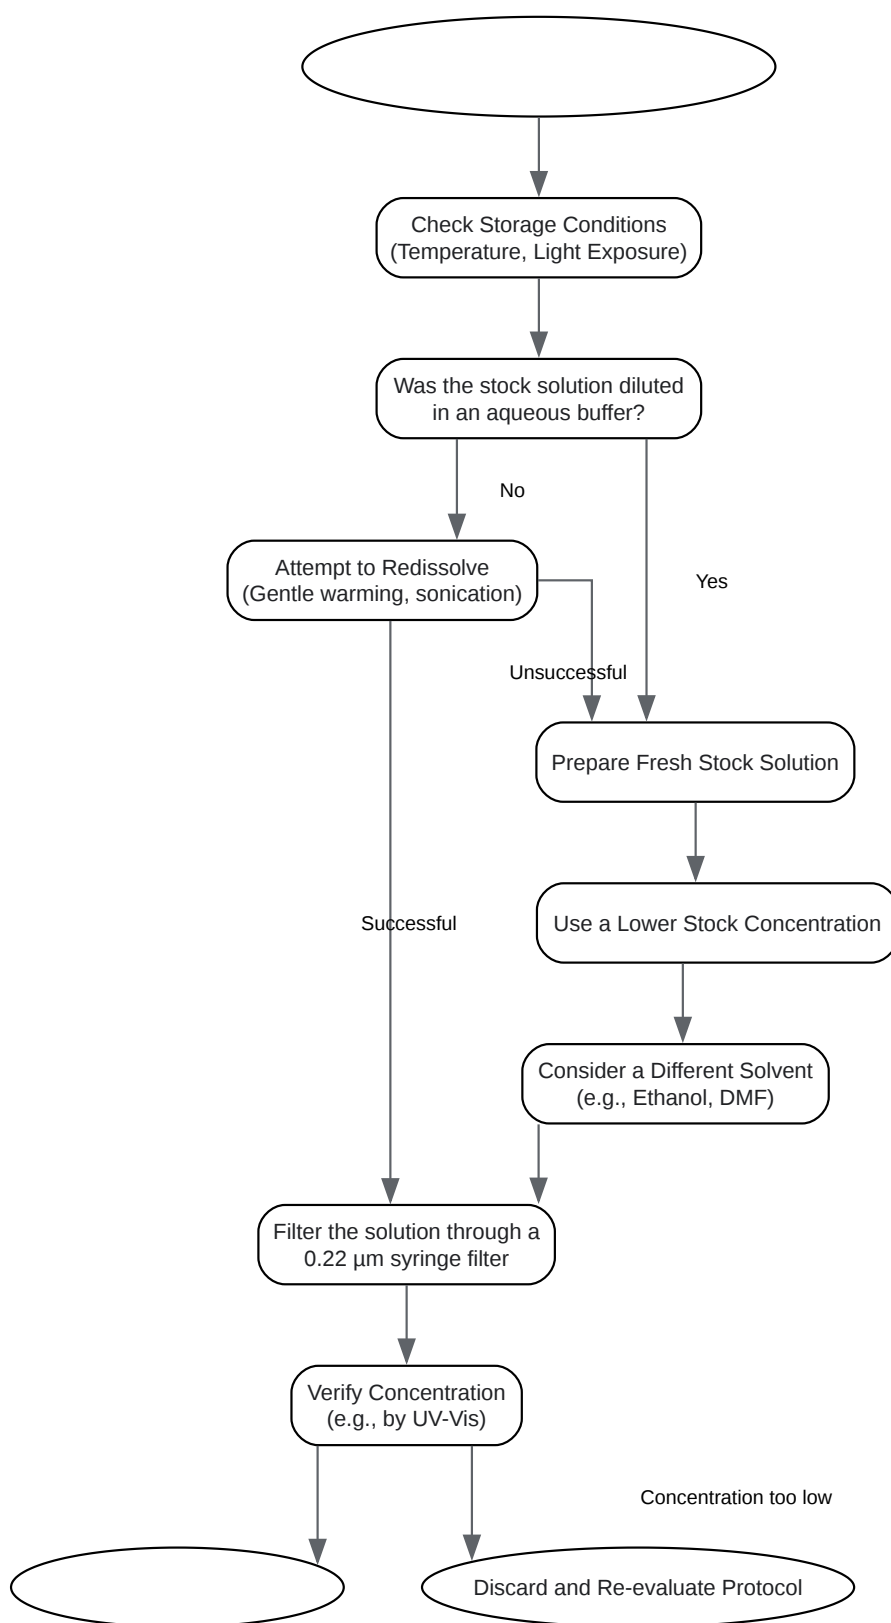 Check Storage Conditions
(Temperature, Light Exposure)
Was the stock solution diluted
in an aqueous buffer?
No
Attempt to Redissolve
(Gentle warming, sonication)
Yes
Unsuccessful
Prepare Fresh Stock Solution
Successful
Use a Lower Stock Concentration
Consider a Different Solvent
(e.g., Ethanol, DMF)
Filter the solution through a
0.22 µm syringe filter
Verify Concentration
(e.g., by UV-Vis)
Concentration too low
Discard and Re-evaluate Protocol